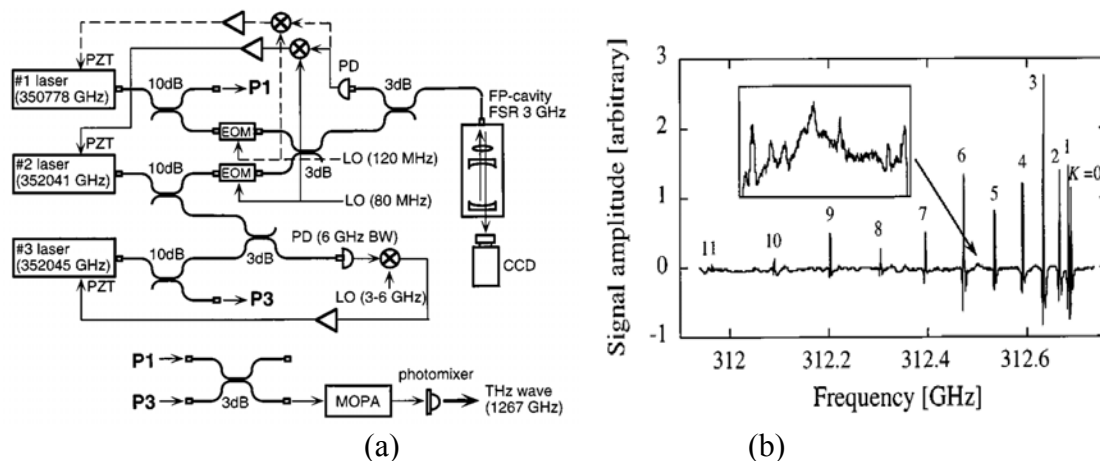 PZT
#1 laser
(350778 GHz)
10dB
P1
PD
3dB
FP-cavity
FSR 3 GHz
EOM
LO (120 MHz)
PZT
#2 laser
(352041 GHz)
10dB
EOM
3dB
LO (80 MHz)
CCD
#3 laser
(352045 GHz)
PZT
10dB
3dB
PD (6 GHz BW)
LO (3-6 GHz)
P3
P1
P3
3dB
MOPA
photomixer
THz wave
(1267 GHz)
(a)
Signal amplitude [arbitrary]
3
2
1
0
-1
11
10
9
8
7
6
5
4
3
2
1
K=0
312
312.2
312.4
312.6
Frequency [GHz]
(b)